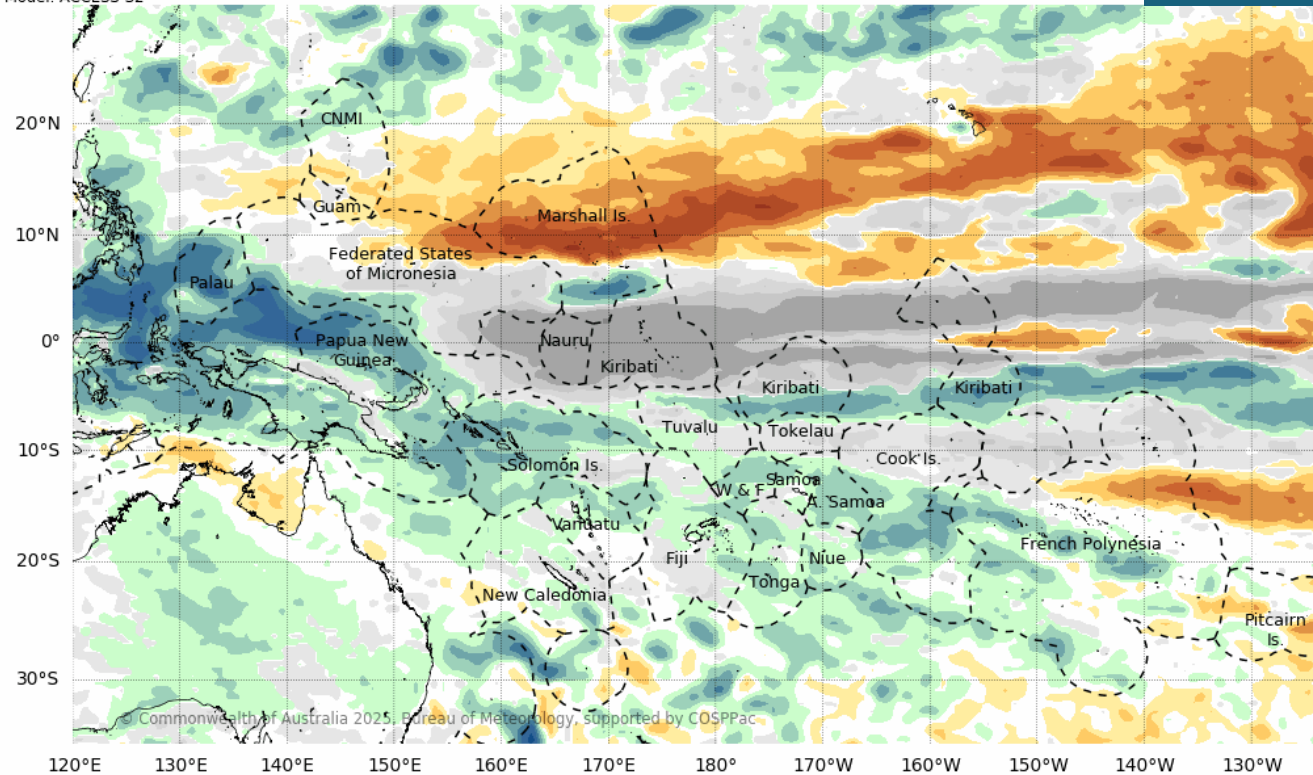 Model: ACCESS-S2
20°N
CNMI
Guam
Marshall Is.
10°N
Federated States
of Micronesia
Palau
0°
Papua New
Guinea
Nauru
Kiribati
Kiribati
Kiribati
Tuvalu
Tokelau
10°S
Solomon Is.
Cook Is.
Samoa
W & F
A. Samoa
Vanuatu
French Polynesia
20°S
Fiji
Niue
Tonga
New Caledonia
Pitcairn
Is.
30°S
© Commonwealth of Australia 2025, Bureau of Meteorology, supported by COSPPac
120°E 130°E 140°E 150°E 160°E 170°E 180° 170°W 160°W 150°W 140°W 130°W